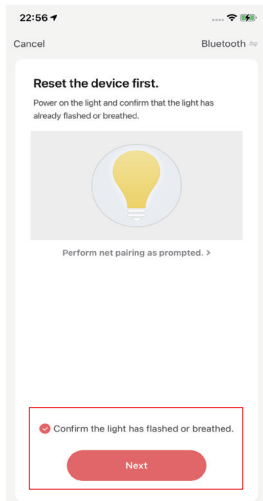 22:56
Cancel
Bluetooth
Reset the device first.
Power on the light and confirm that the light has
already flashed or breathed.
Perform net pairing as prompted. >
Confirm the light has flashed or breathed.
Next